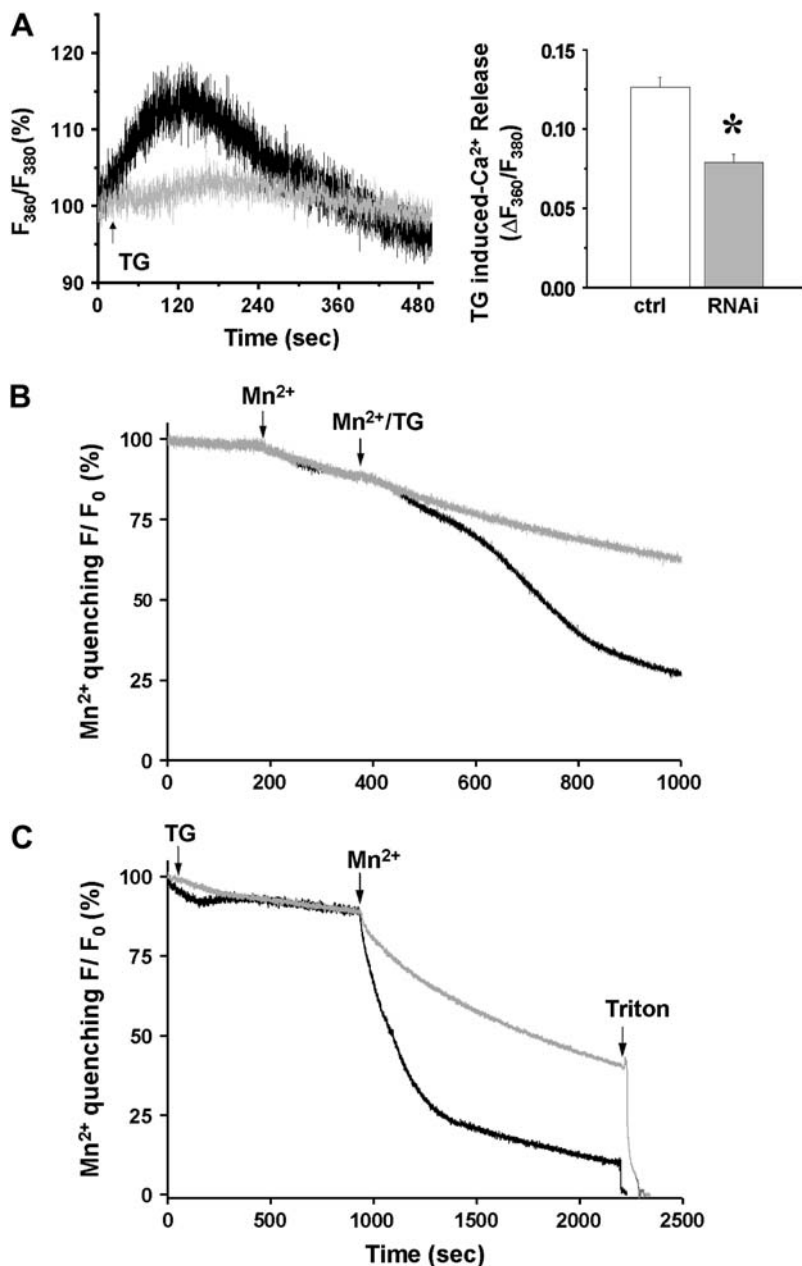 A
F360/F380 (%)
120
110
100
90
TG
0 120 240 360 480
Time (sec)
TG induced-Ca²⁺ Release
(ΔF360/F380)
0.15
0.10
0.05
0.00
*
ctrl RNAi
B
Mn²⁺ quenching F/ F₀ (%)
Mn²⁺
Mn²⁺/TG
100
75
50
25
0
0 200 400 600 800 1000
C
Mn²⁺ quenching F/ F₀ (%)
TG
Mn²⁺
Triton
100
75
50
25
0
0 500 1000 1500 2000 2500
Time (sec)